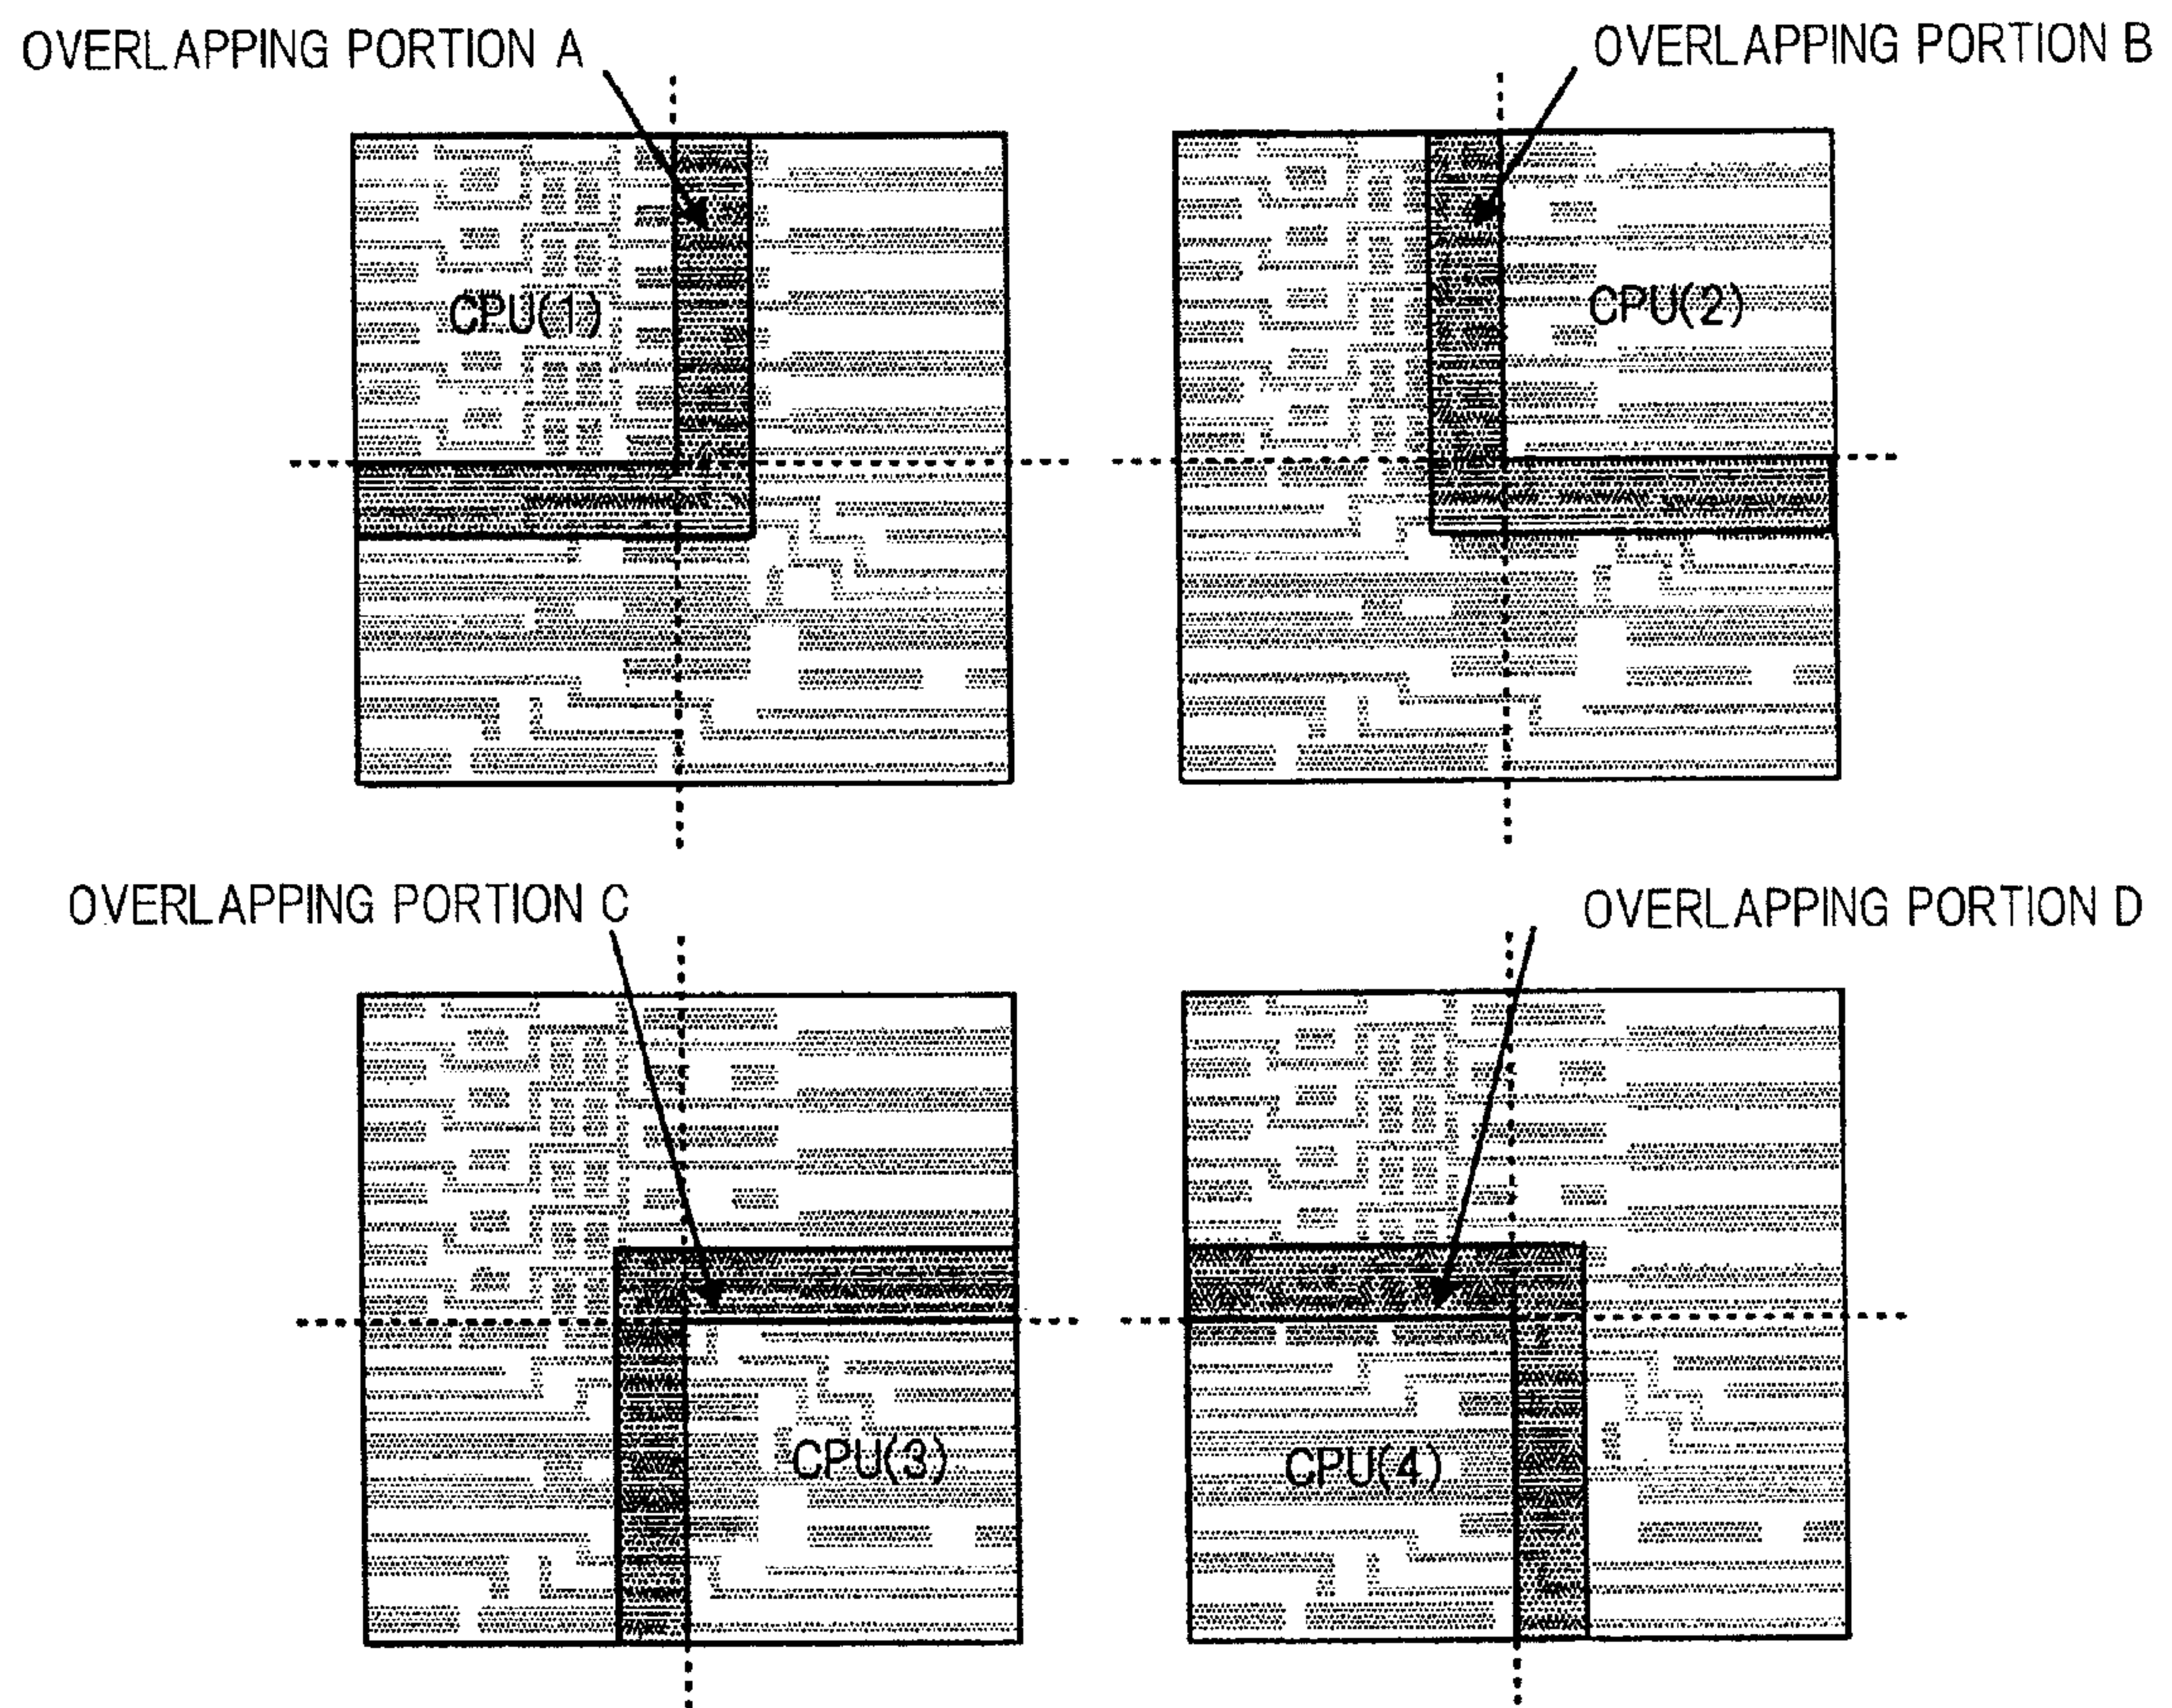 OVERLAPPING PORTION A
OVERLAPPING PORTION B
CPU(1)
CPU(2)
OVERLAPPING PORTION C
OVERLAPPING PORTION D
CPU(3)
CPU(4)